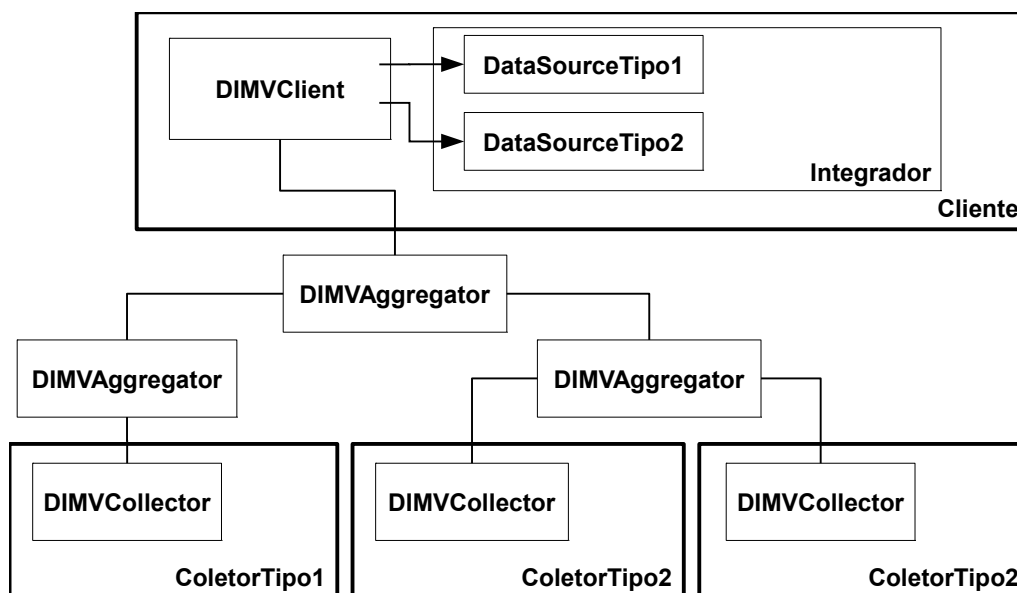 DataSourceTipo1
DIMVClient
DataSourceTipo2
Integrador
Cliente
DIMVAggregator
DIMVAggregator
DIMVAggregator
DIMVCollector
DIMVCollector
DIMVCollector
ColetorTipo1
ColetorTipo2
ColetorTipo2